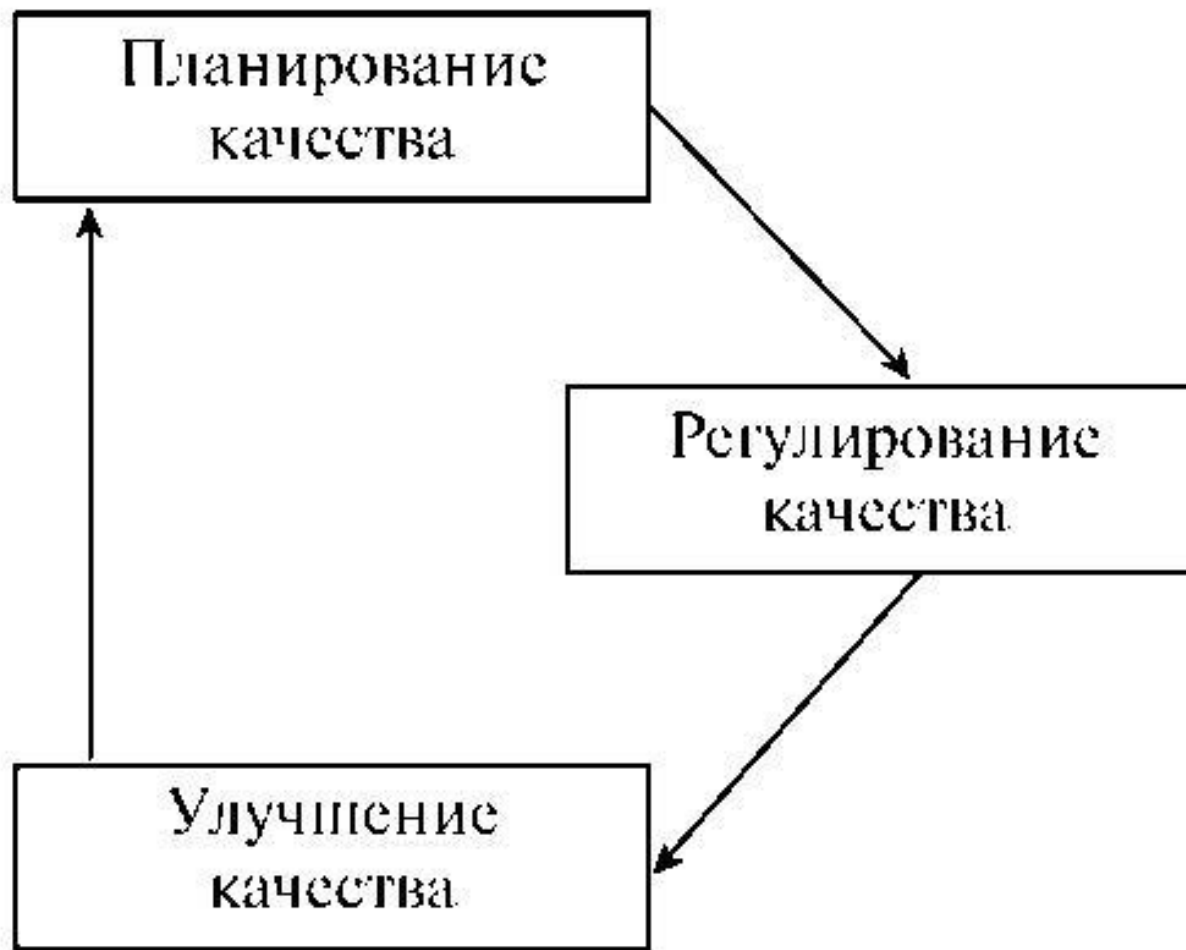 Планирование
качества
Регулирование
качества
Улучшение
качества